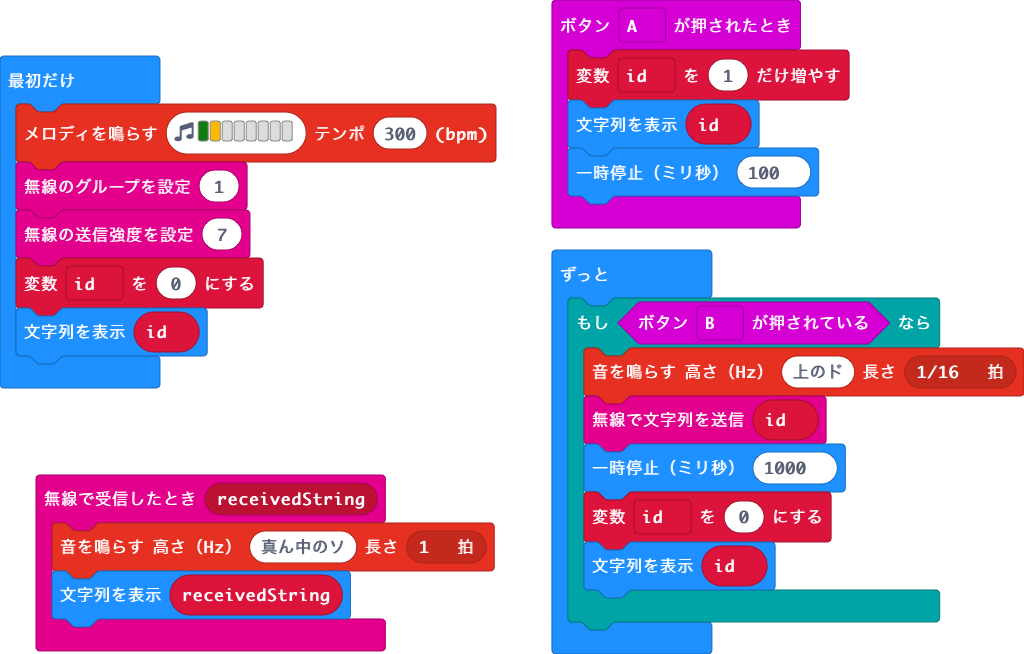 最初だけ
メロディを鳴らす テンポ 300 (bpm)
無線のグループを設定 1
無線の送信強度を設定 7
変数 id を 0 にする
文字列を表示 id
ボタン A が押されたとき
変数 id を 1 だけ増やす
文字列を表示 id
一時停止（ミリ秒） 100
ずっと
もし ボタン B が押されている なら
音を鳴らす 高さ（Hz） 上のド 長さ 1/16 拍
無線で文字列を送信 id
一時停止（ミリ秒） 1000
変数 id を 0 にする
文字列を表示 id
無線で受信したとき receivedString
音を鳴らす 高さ（Hz） 真ん中のソ 長さ 1 拍
文字列を表示 receivedString